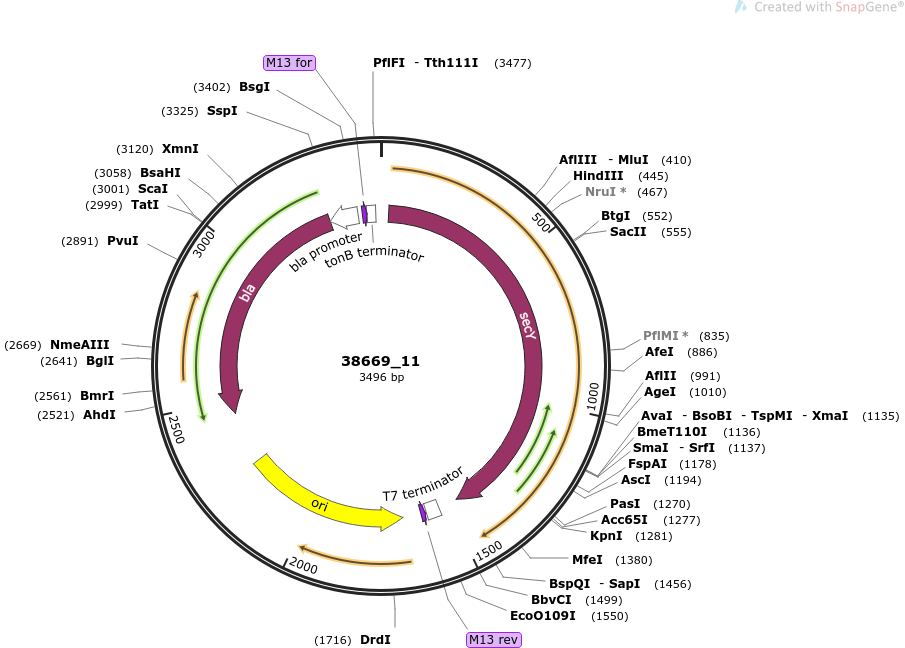 Created with SnapGene®
M13 for
PflFI - Tth111I (3477)
(3402) BsgI
(3325) SspI
(3120) XmnI
(3058) BsaHI
(3001) ScaI
(2999) TatI
(2891) PvuI
(2669) NmeAIII
(2641) BglI
(2561) BmrI
(2521) AhdI
(1716) DrdI
AflIII - MluI (410)
HindIII (445)
NruI * (467)
BtgI (552)
SacII (555)
PflMI * (835)
AfeI (886)
AflII (991)
AgeI (1010)
AvaI - BsoBI - TspMI - XmaI (1135)
BmeT110I (1136)
SmaI - SrfI (1137)
FspAI (1178)
AscI (1194)
PasI (1270)
Acc65I (1277)
KpnI (1281)
MfeI (1380)
BspQI - SapI (1456)
BbvCI (1499)
EcoO109I (1550)
M13 rev
500
1000
1500
2000
2500
3000
bla promoter
tonB terminator
bla
secY
38669_11
3496 bp
T7 terminator
ori